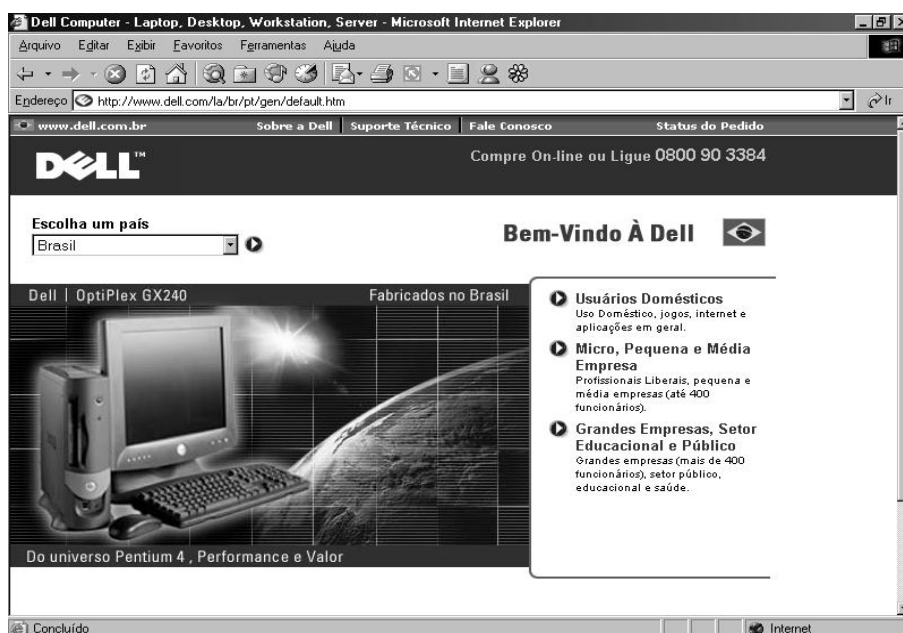 Dell Computer - Laptop, Desktop, Workstation, Server - Microsoft Internet Explorer
Arquivo Editar Exibir Favoritos Ferramentas Ajuda
Endereço http://www.dell.com/la/br/pt/gen/default.htm Ir
www.dell.com.br Sobre a Dell Suporte Técnico Fale Conosco Status do Pedido
DELL™ Compre On-line ou Ligue 0800 90 3384
Escolha um país
Brasil
Bem-Vindo À Dell
Dell | OptiPlex GX240 Fabricados no Brasil
Do universo Pentium 4 , Performance e Valor
Usuários Domésticos
Uso Doméstico, jogos, internet e
aplicações em geral.
Micro, Pequena e Média
Empresa
Profissionais Liberais, pequena e
média empresas (até 400
funcionários).
Grandes Empresas, Setor
Educacional e Público
Grandes empresas (mais de 400
funcionários), setor público,
educacional e saúde.
Concluído Internet